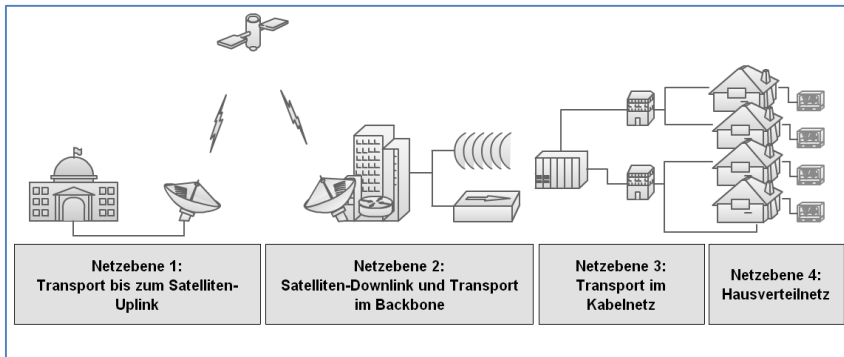 Netzebene 1:
Transport bis zum Satelliten-
Uplink
Netzebene 2:
Satelliten-Downlink und Transport
im Backbone
Netzebene 3:
Transport im
Kabelnetz
Netzebene 4:
Hausverteilnetz